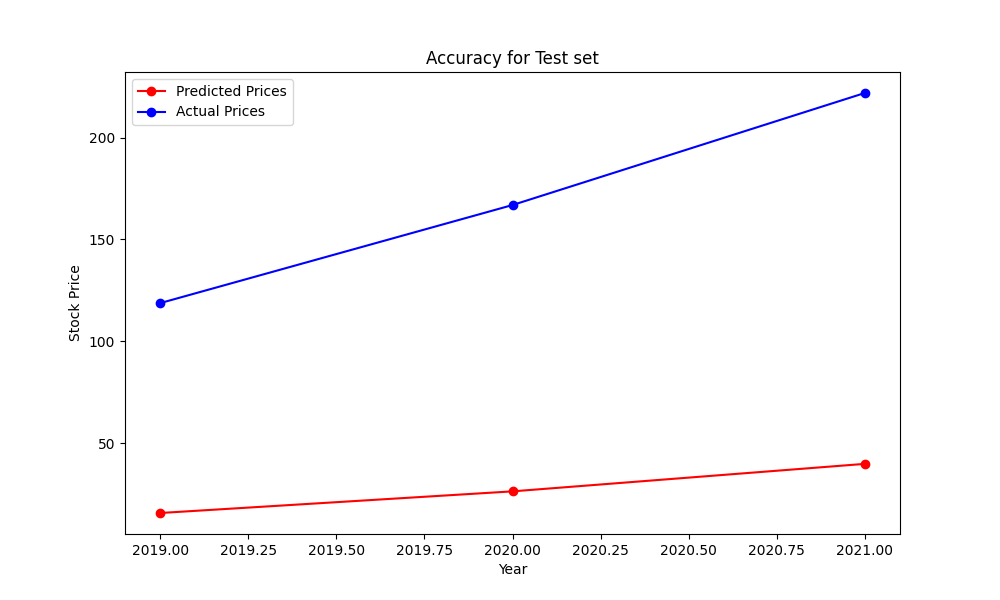 Accuracy for Test set
Predicted Prices
Actual Prices
200
150
100
50
Stock Price
2019.00 2019.25 2019.50 2019.75 2020.00 2020.25 2020.50 2020.75 2021.00
Year